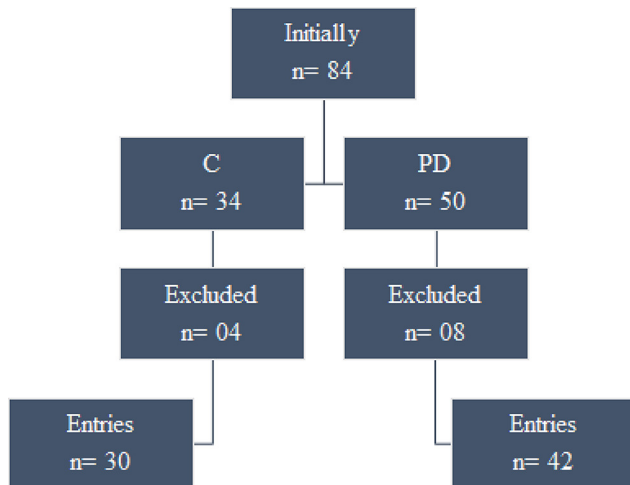 Initially
n= 84
C
n= 34
PD
n= 50
Excluded
n= 04
Excluded
n= 08
Entries
n= 30
Entries
n= 42